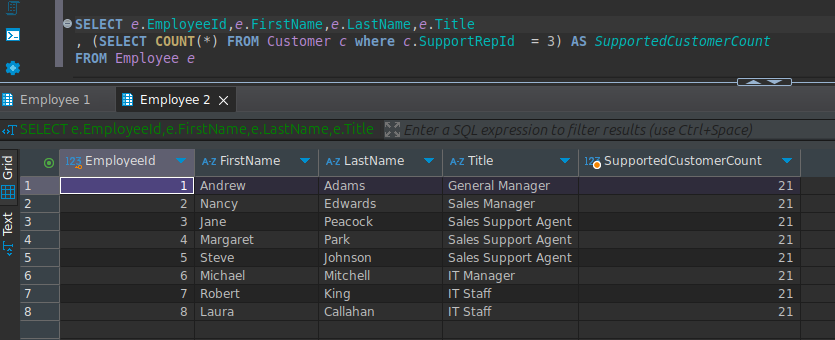 SELECT e.EmployeeId,e.FirstName,e.LastName,e.Title
, (SELECT COUNT(*) FROM Customer c where c.SupportRepId  = 3) AS SupportedCustomerCount
FROM Employee e
Employee 1 Employee 2
SELECT e.EmployeeId,e.FirstName,e.LastName,e.Title Enter a SQL expression to filter results (use Ctrl+Space)
Grid
Text
123 EmployeeId A-Z FirstName A-Z LastName A-Z Title 123 SupportedCustomerCount
1 1 Andrew Adams General Manager 21
2 2 Nancy Edwards Sales Manager 21
3 3 Jane Peacock Sales Support Agent 21
4 4 Margaret Park Sales Support Agent 21
5 5 Steve Johnson Sales Support Agent 21
6 6 Michael Mitchell IT Manager 21
7 7 Robert King IT Staff 21
8 8 Laura Callahan IT Staff 21